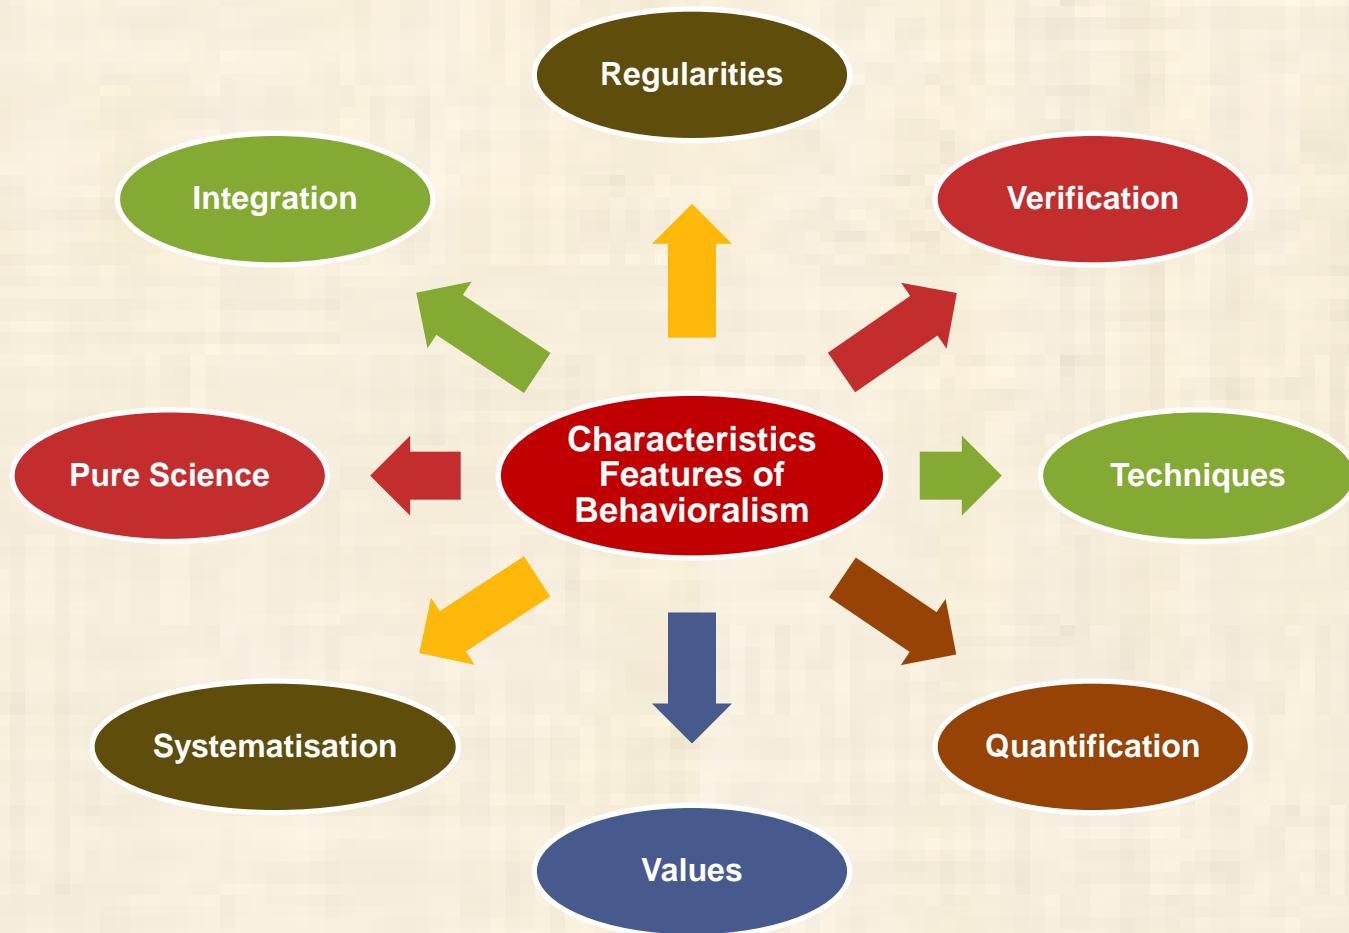 Regularities
Integration
Verification
Characteristics
Features of
Behavioralism
Pure Science
Techniques
Systematisation
Quantification
Values